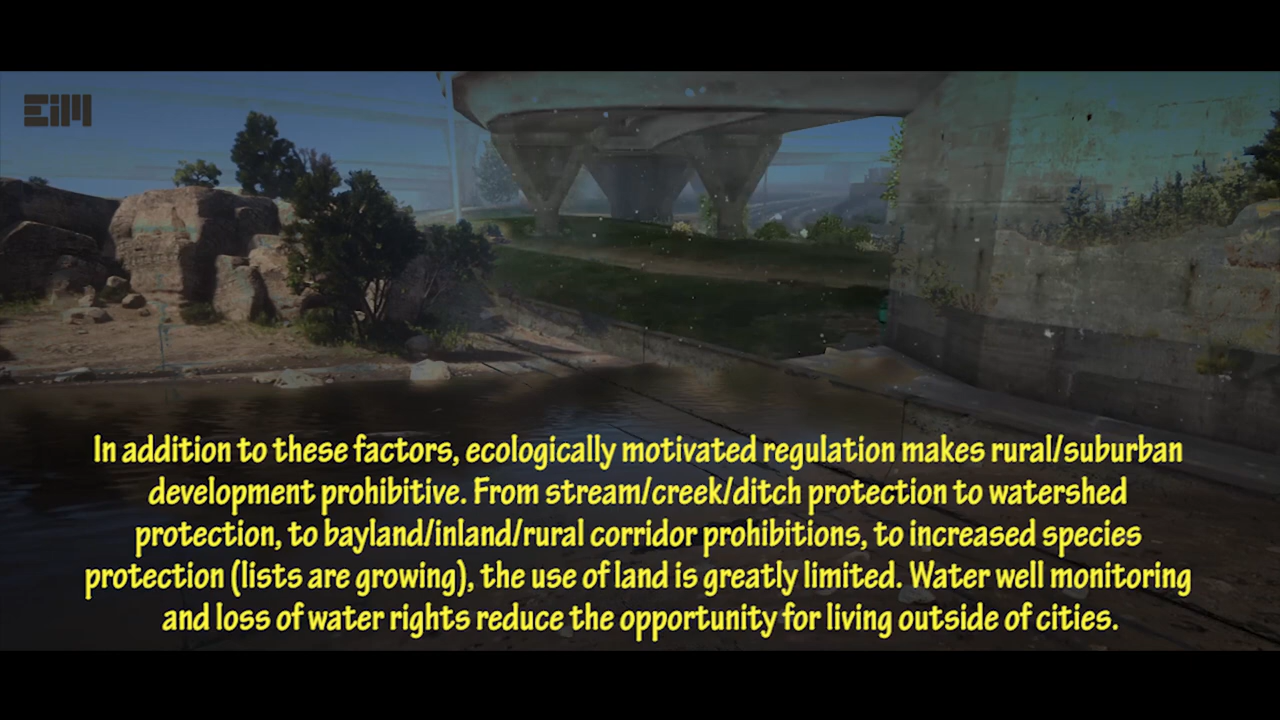 EiM
In addition to these factors, ecologically motivated regulation makes rural/suburban
development prohibitive. From stream/creek/ditch protection to watershed
protection, to bayland/inland/rural corridor prohibitions, to increased species
protection (lists are growing), the use of land is greatly limited. Water well monitoring
and loss of water rights reduce the opportunity for living outside of cities.